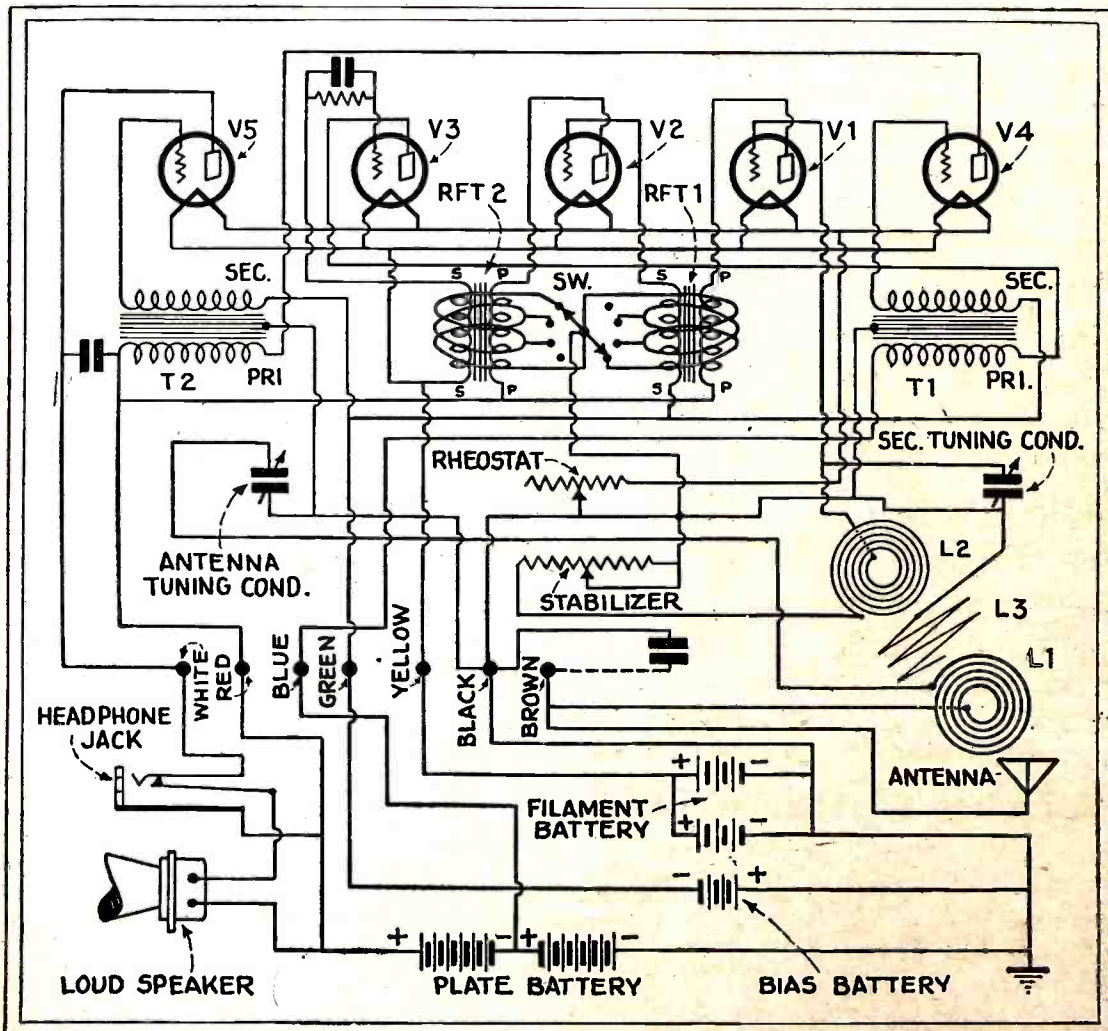 V5
V3
V2
V1
V4
RFT 2
RFT 1
SEC.
S
P
SW.
S
P
SEC.
T2
PRI
S
P
S
P
T1
PRI.
RHEOSTAT
SEC. TUNING COND.
ANTENNA
TUNING COND.
L2
STABILIZER
L3
L1
WHITE
RED
BLUE
GREEN
YELLOW
BLACK
BROWN
HEADPHONE
JACK
ANTENNA
+ -
FILAMENT
BATTERY
+ -
- +
+ - + -
LOUD SPEAKER
PLATE BATTERY
BIAS BATTERY